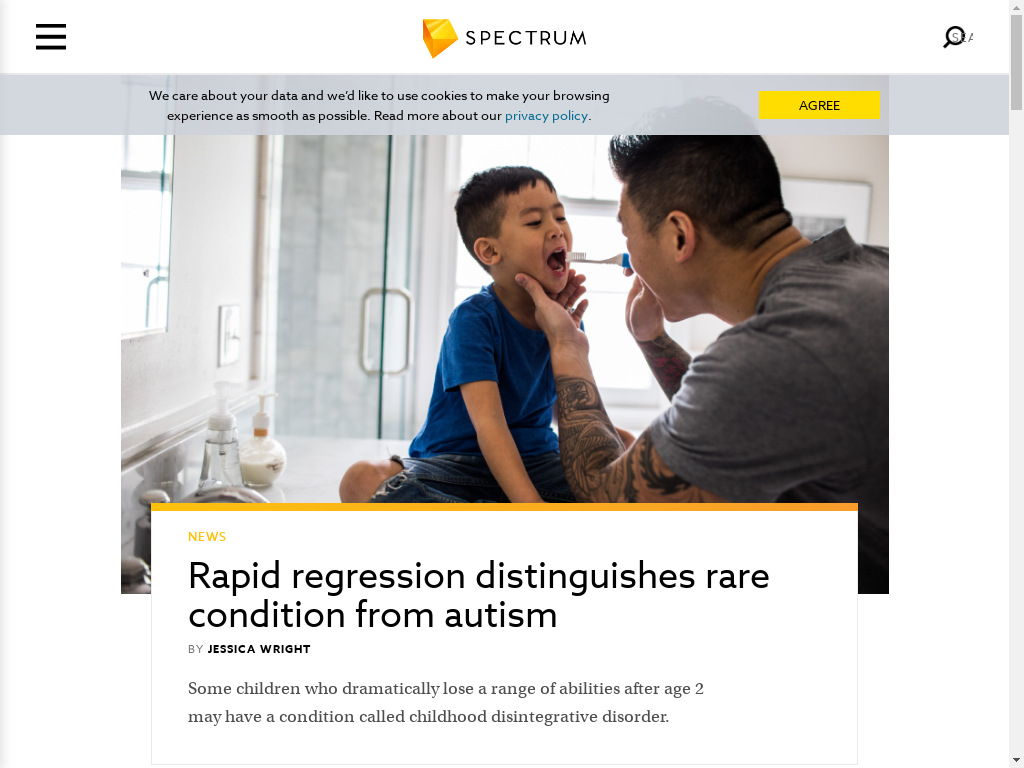 SPECTRUM
We care about your data and we'd like to use cookies to make your browsing
experience as smooth as possible. Read more about our privacy policy.
AGREE
NEWS
Rapid regression distinguishes rare
condition from autism
BY JESSICA WRIGHT
Some children who dramatically lose a range of abilities after age 2
may have a condition called childhood disintegrative disorder.